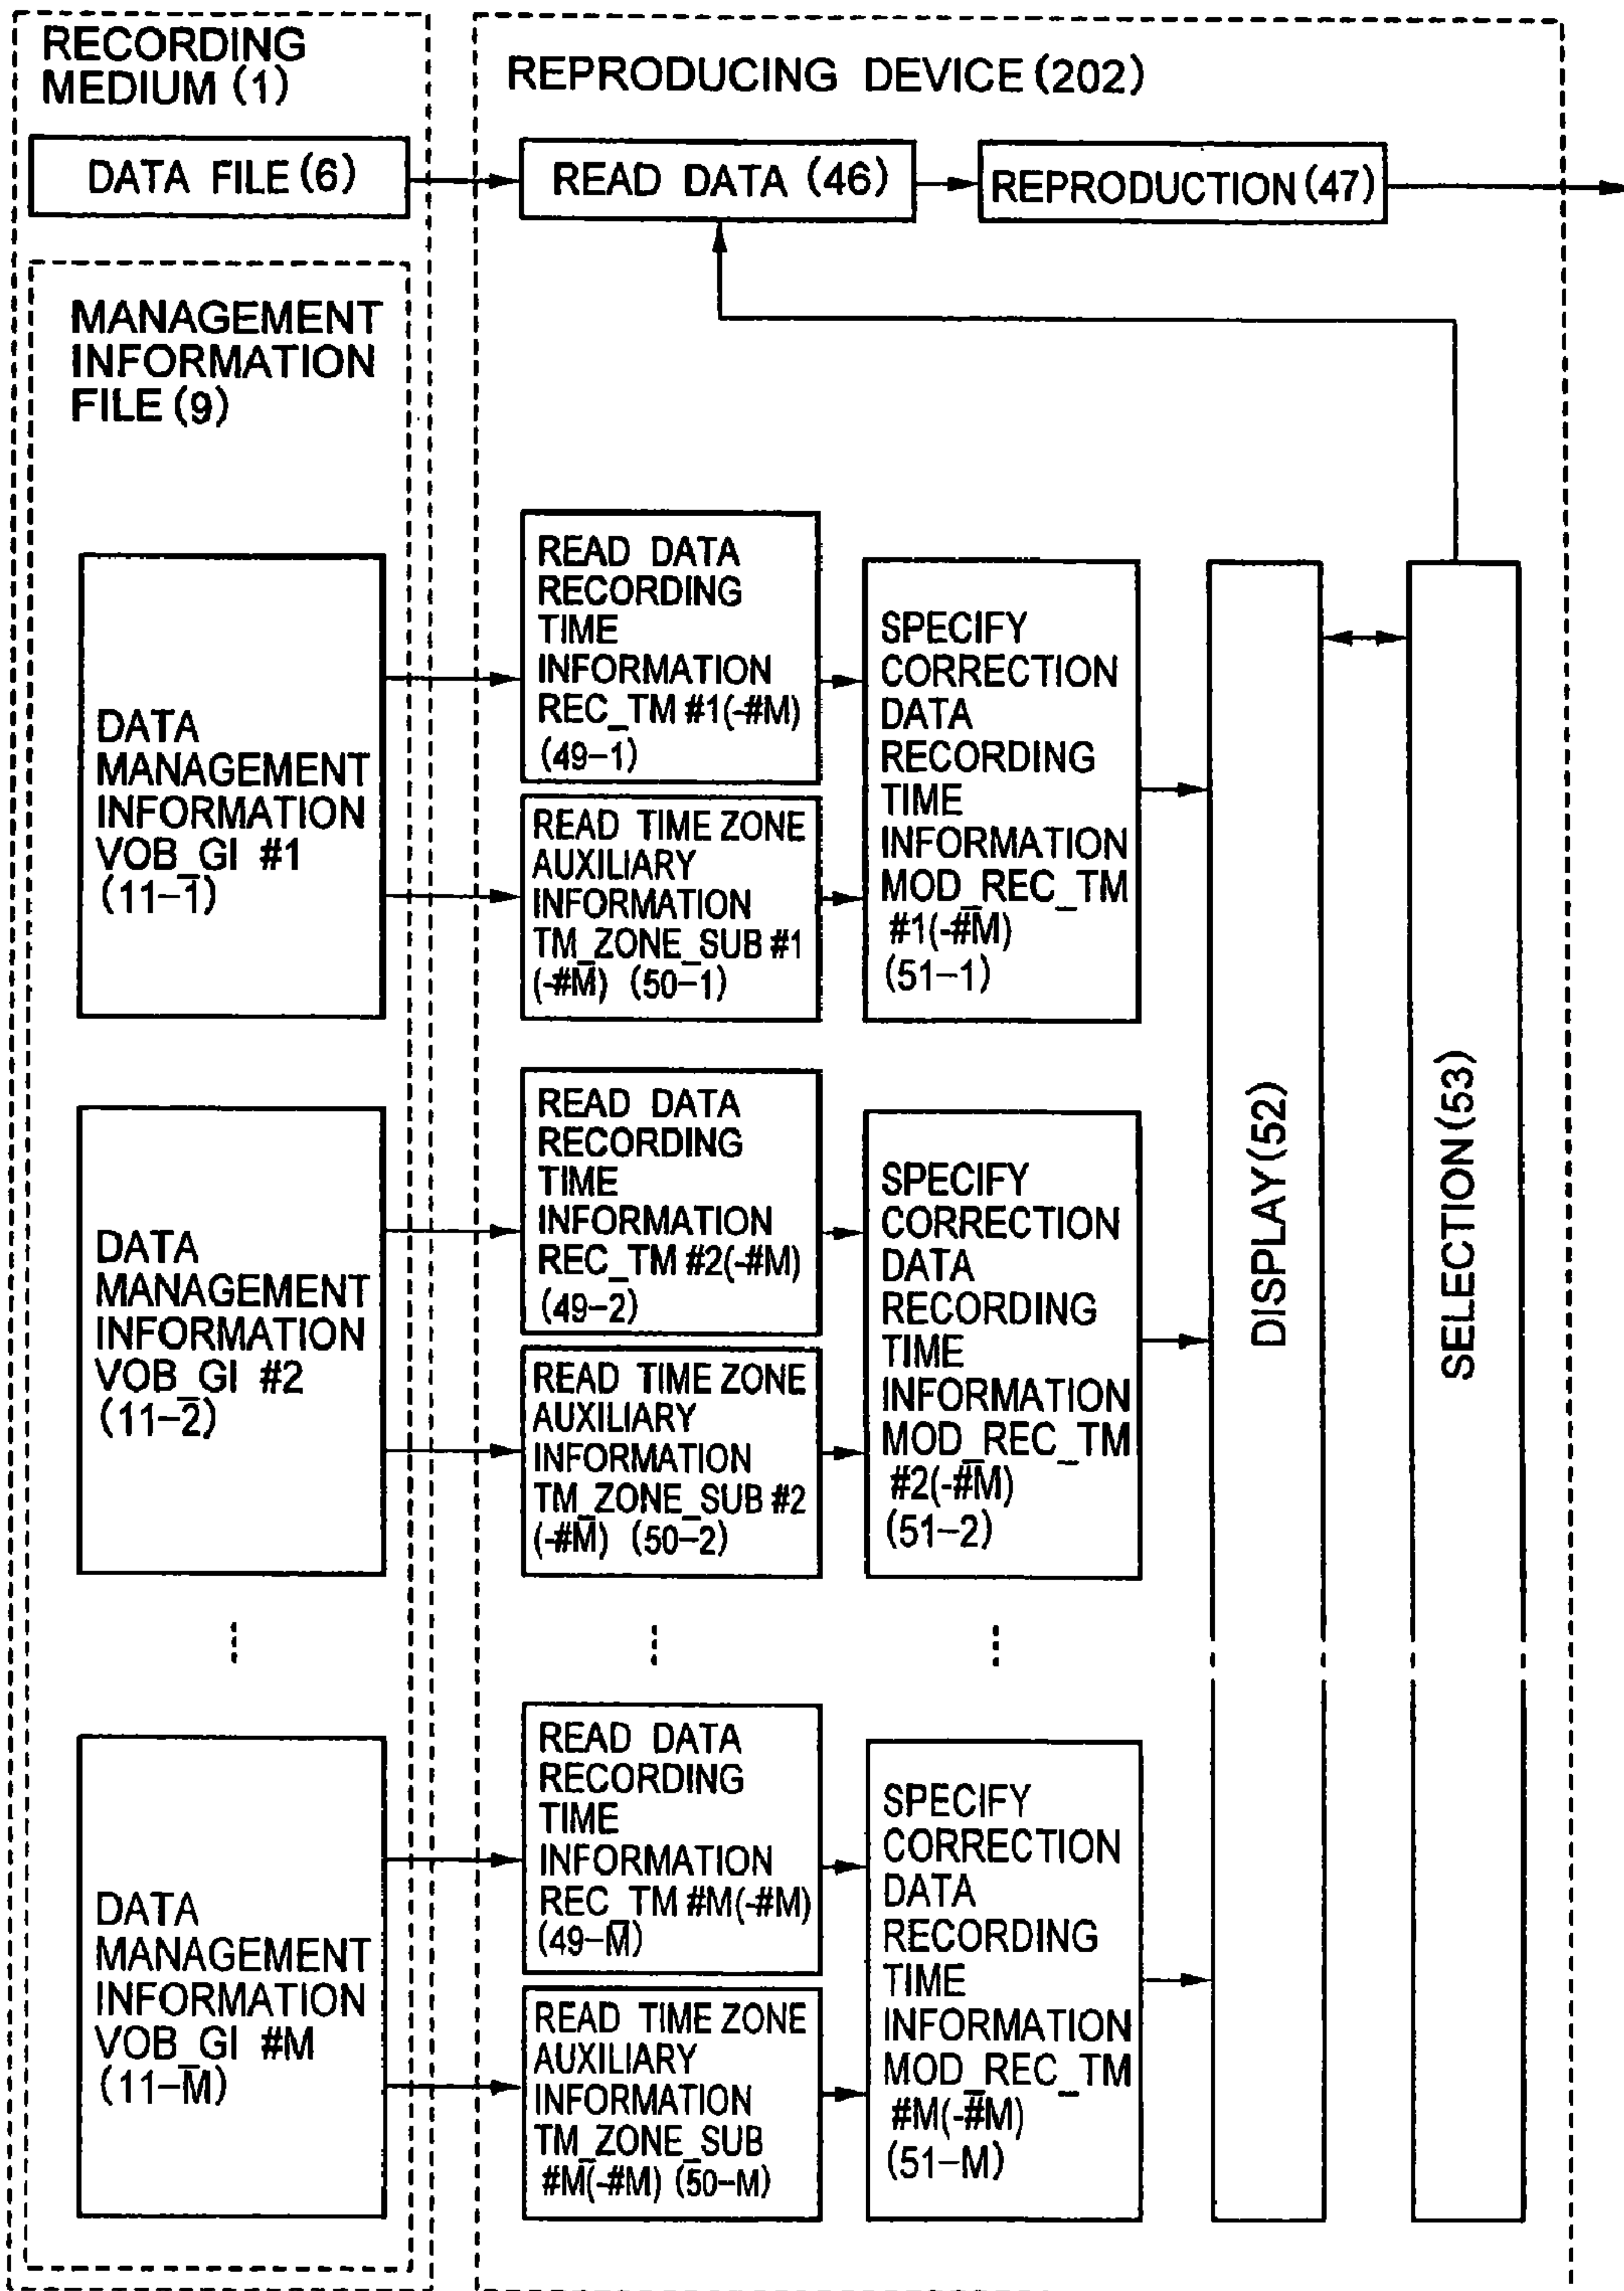 RECORDING
MEDIUM (1)
REPRODUCING DEVICE (202)
DATA FILE (6)
READ DATA (46)
REPRODUCTION (47)
MANAGEMENT
INFORMATION
FILE (9)
DATA
MANAGEMENT
INFORMATION
VOB_GI #1
(11-1)
READ DATA
RECORDING
TIME
INFORMATION
REC_TM #1(-#M)
(49-1)
READ TIME ZONE
AUXILIARY
INFORMATION
TM_ZONE_SUB #1
(-#M) (50-1)
SPECIFY
CORRECTION
DATA
RECORDING
TIME
INFORMATION
MOD_REC_TM
#1(-#M)
(51-1)
DISPLAY (52)
SELECTION (53)
DATA
MANAGEMENT
INFORMATION
VOB_GI #2
(11-2)
READ DATA
RECORDING
TIME
INFORMATION
REC_TM #2(-#M)
(49-2)
READ TIME ZONE
AUXILIARY
INFORMATION
TM_ZONE_SUB #2
(-#M) (50-2)
SPECIFY
CORRECTION
DATA
RECORDING
TIME
INFORMATION
MOD_REC_TM
#2(-#M)
(51-2)
DATA
MANAGEMENT
INFORMATION
VOB_GI #M
(11-M)
READ DATA
RECORDING
TIME
INFORMATION
REC_TM #M(-#M)
(49-M)
READ TIME ZONE
AUXILIARY
INFORMATION
TM_ZONE_SUB
#M(-#M) (50-M)
SPECIFY
CORRECTION
DATA
RECORDING
TIME
INFORMATION
MOD_REC_TM
#M(-#M)
(51-M)